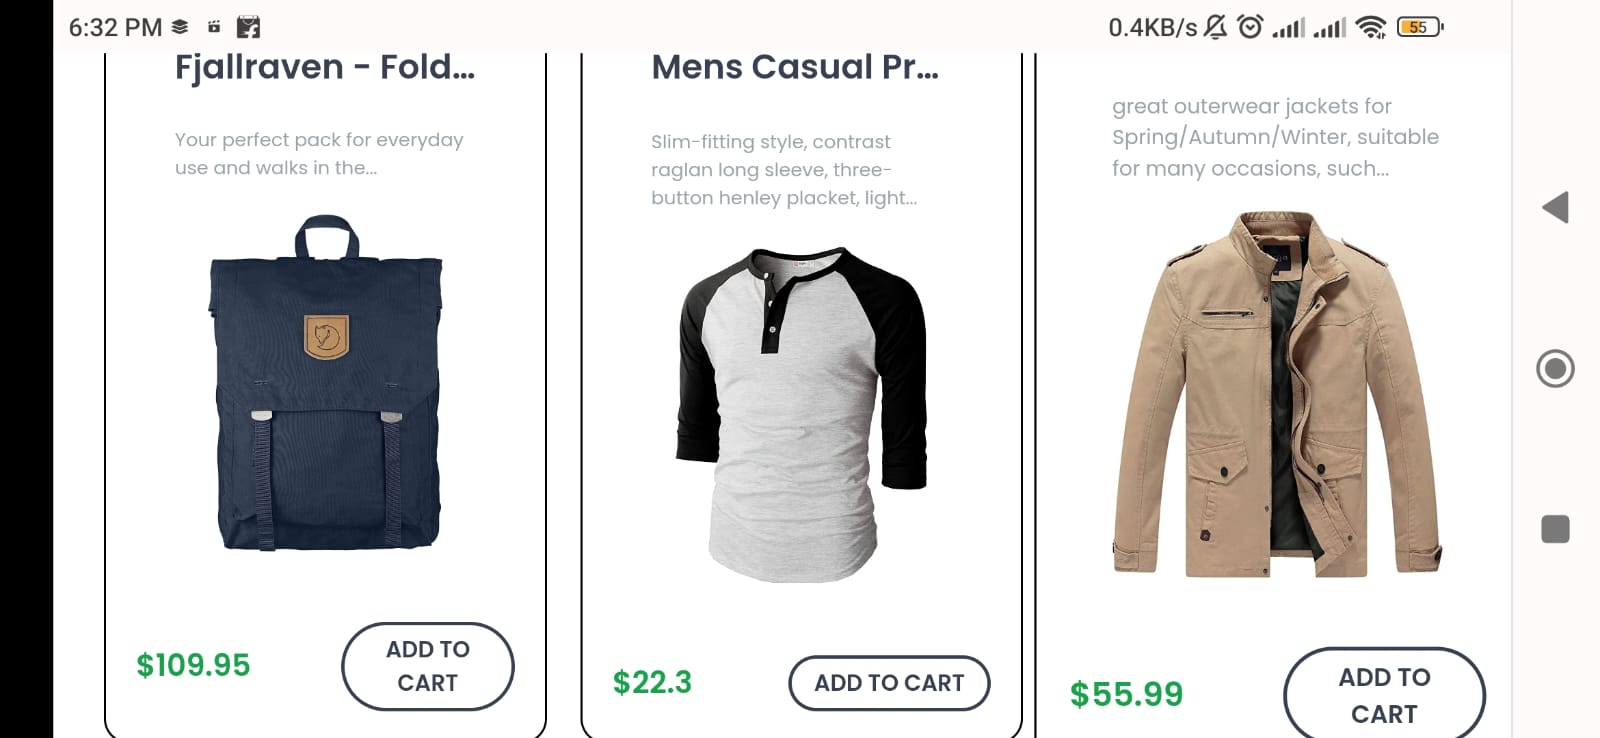 6:32 PM
0.4KB/s
55
Fjallraven - Fold...
Your perfect pack for everyday
use and walks in the...
$109.95
ADD TO
CART
Mens Casual Pr...
Slim-fitting style, contrast
raglan long sleeve, three-
button henley placket, light...
$22.3
ADD TO CART
great outerwear jackets for
Spring/Autumn/Winter, suitable
for many occasions, such...
$55.99
ADD TO
CART